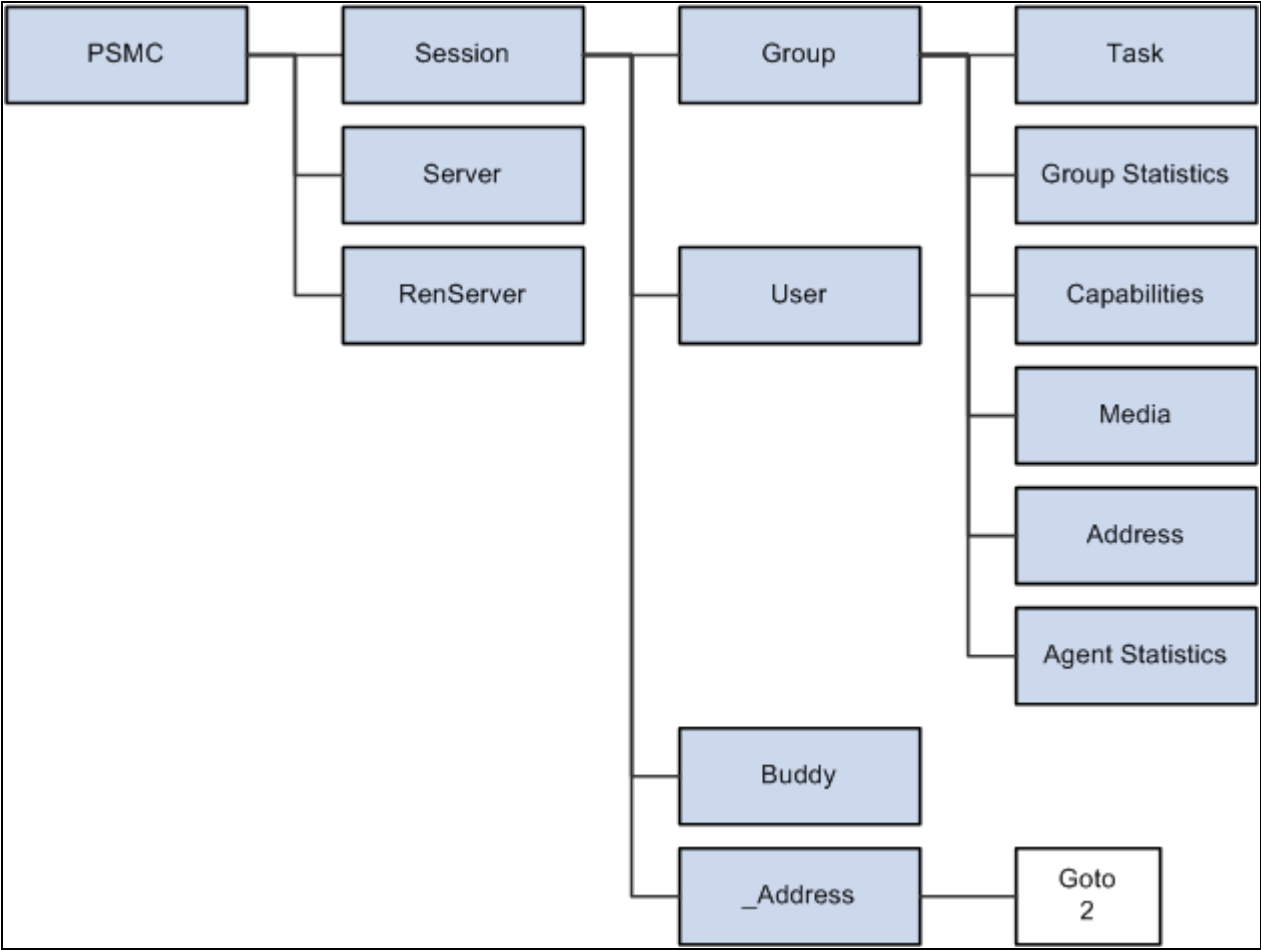 PSMC
Session
Group
Task
Server
Group Statistics
RenServer
User
Capabilities
Media
Address
Agent Statistics
Buddy
_Address
Goto
2